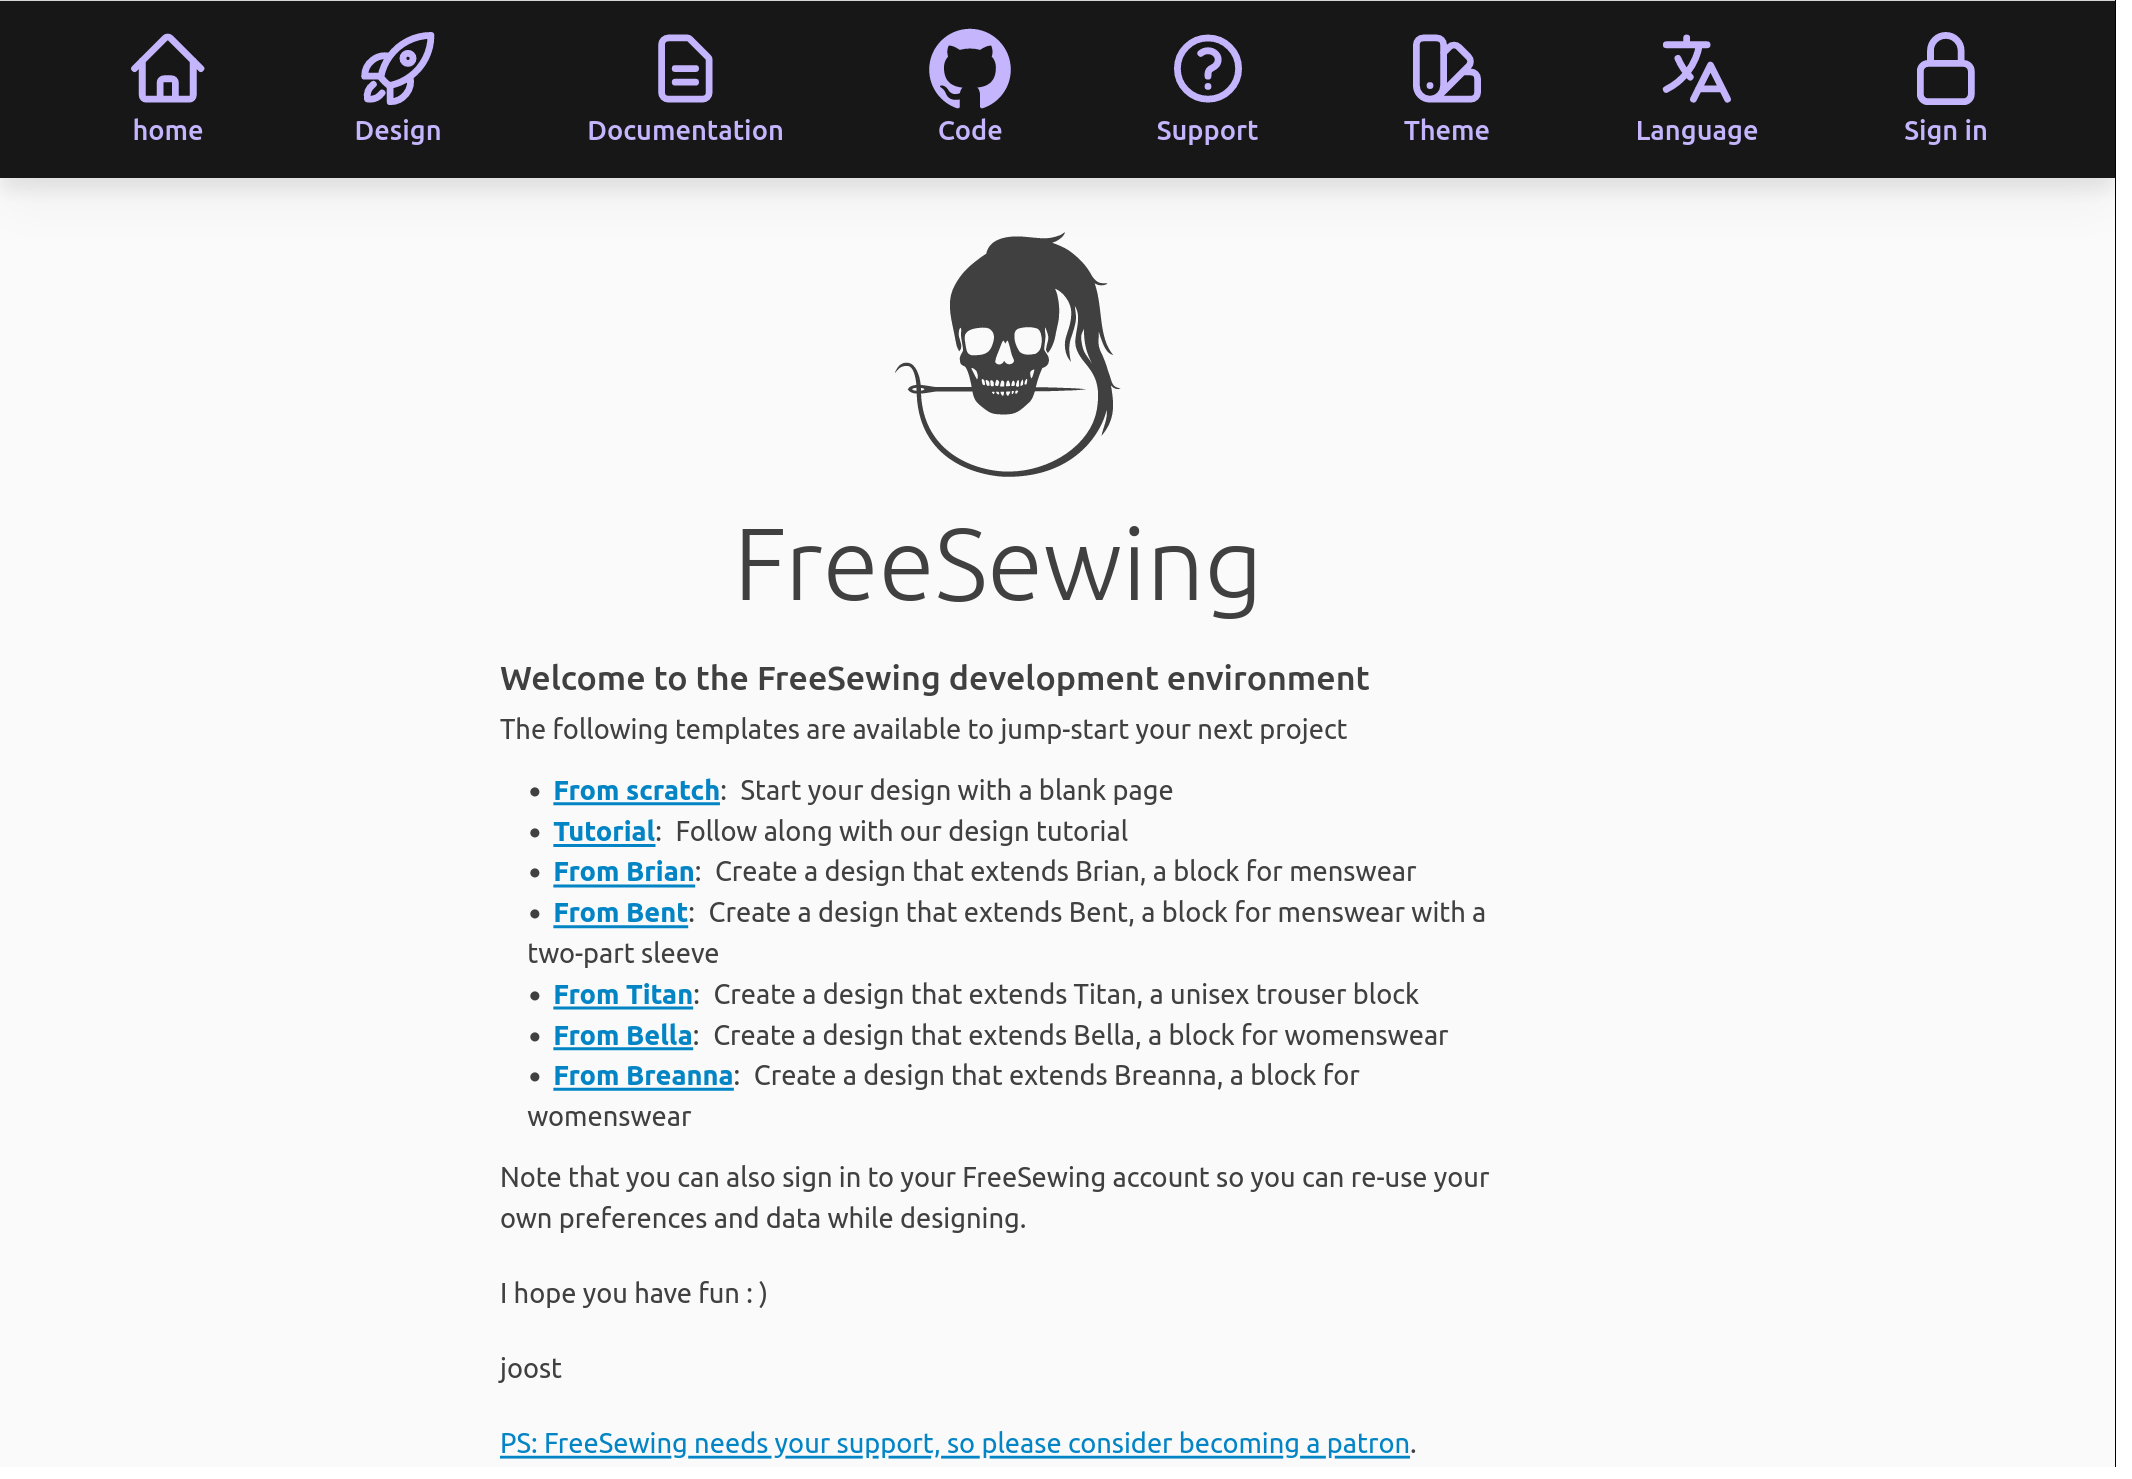 home Design Documentation Code Support Theme Language Sign in
FreeSewing
Welcome to the FreeSewing development environment
The following templates are available to jump-start your next project
• From scratch: Start your design with a blank page
• Tutorial: Follow along with our design tutorial
• From Brian: Create a design that extends Brian, a block for menswear
• From Bent: Create a design that extends Bent, a block for menswear with a
two-part sleeve
• From Titan: Create a design that extends Titan, a unisex trouser block
• From Bella: Create a design that extends Bella, a block for womenswear
• From Breanna: Create a design that extends Breanna, a block for
womenswear
Note that you can also sign in to your FreeSewing account so you can re-use your
own preferences and data while designing.
I hope you have fun : )
joost
PS: FreeSewing needs your support, so please consider becoming a patron.